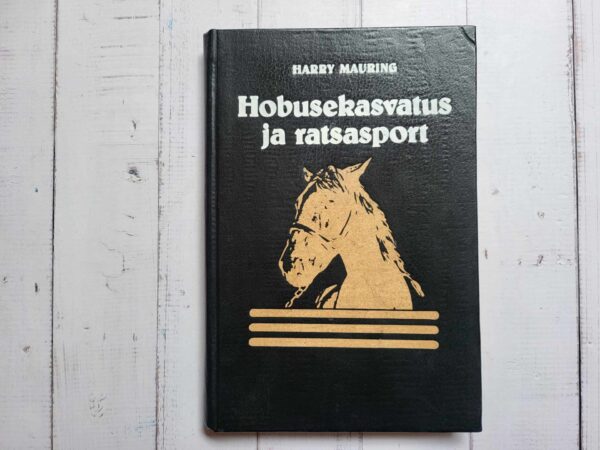 HARRY MAURING
Hobusekasvatus
ja ratsasport